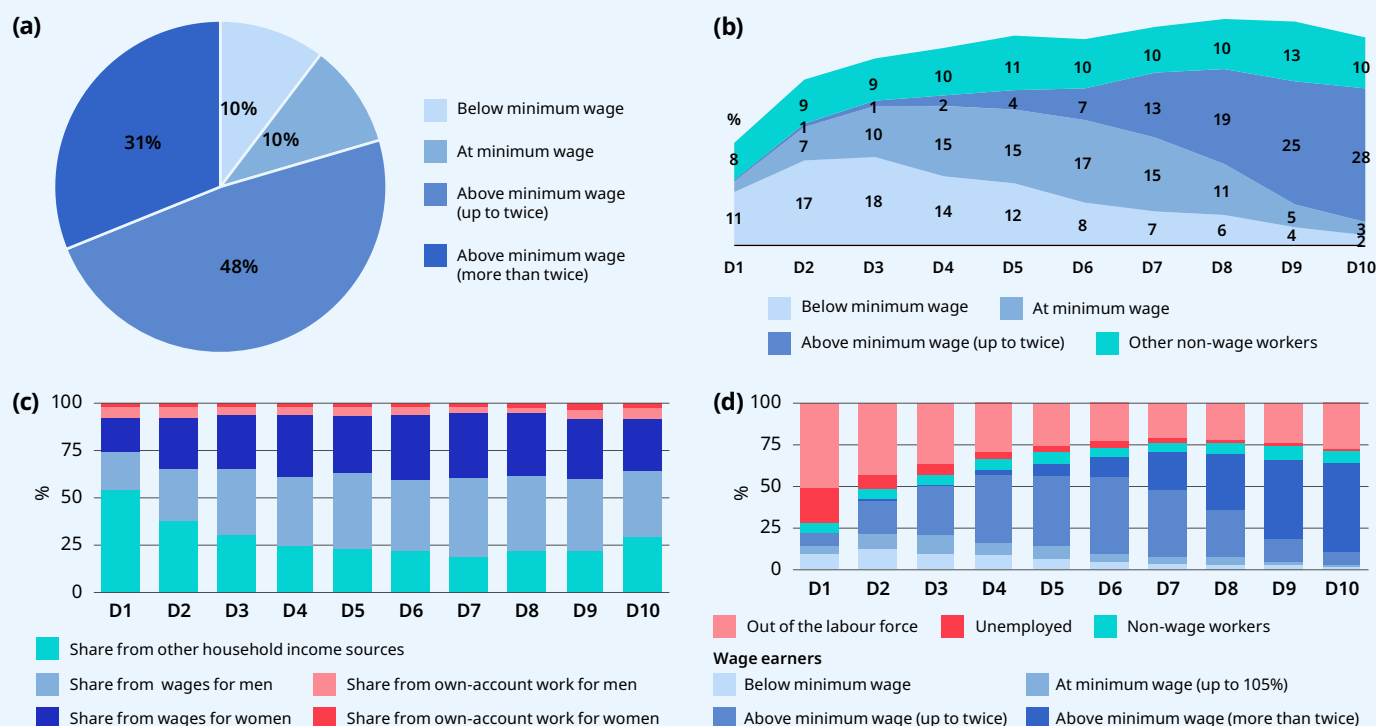 (a)
10%
10%
31%
48%
Below minimum wage
At minimum wage
Above minimum wage
(up to twice)
Above minimum wage
(more than twice)
(b)
%
8
9
9
10
11
10
10
10
13
10
1
1
2
4
7
13
19
25
28
7
10
15
15
17
15
11
5
3
11
17
18
14
12
8
7
6
4
2
D1 D2 D3 D4 D5 D6 D7 D8 D9 D10
Below minimum wage At minimum wage
Above minimum wage (up to twice) Other non-wage workers
(c)
100
75
50
25
0
%
D1 D2 D3 D4 D5 D6 D7 D8 D9 D10
Share from other household income sources
Share from wages for men Share from own-account work for men
Share from wages for women Share from own-account work for women
(d)
100
75
50
25
0
%
D1 D2 D3 D4 D5 D6 D7 D8 D9 D10
Out of the labour force Unemployed Non-wage workers
Wage earners
Below minimum wage At minimum wage (up to 105%)
Above minimum wage (up to twice) Above minimum wage (more than twice)